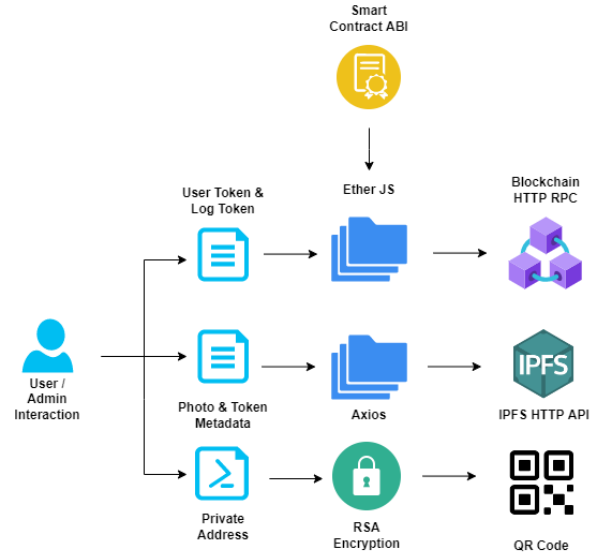 Smart
Contract ABI
User Token &
Log Token
Ether JS
Blockchain
HTTP RPC
User /
Admin
Interaction
Photo & Token
Metadata
Axios
IPFS
IPFS HTTP API
Private
Address
RSA
Encryption
QR Code